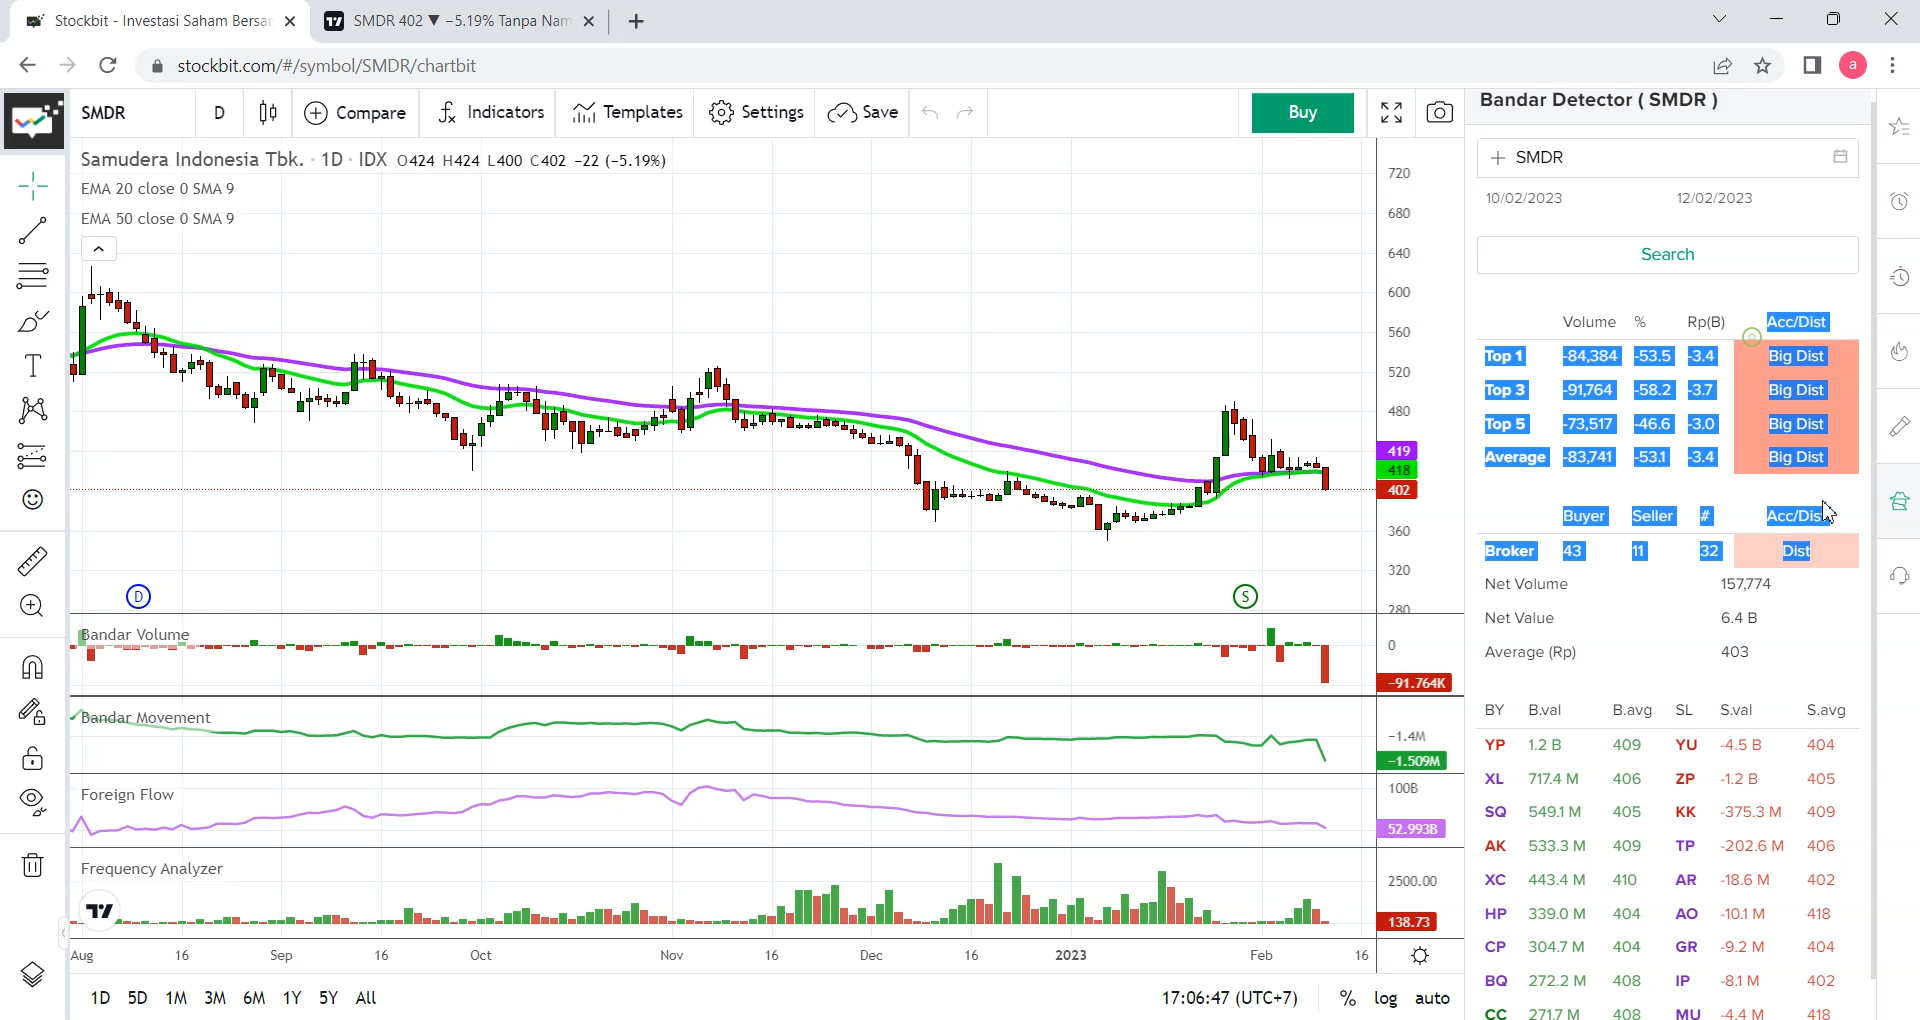 Stockbit - Investasi Saham Bersar
SMDR 402 ▼ −5.19% Tanpa Nam
stockbit.com/#/symbol/SMDR/chartbit
a
SMDR
D
Compare
Indicators
Templates
Settings
Save
Buy
Samudera Indonesia Tbk. · 1D · IDX O424 H424 L400 C402 −22 (−5.19%)
EMA 20 close 0 SMA 9
EMA 50 close 0 SMA 9
720
680
640
600
560
520
480
419
418
402
360
320
280
D
S
Bandar Volume
0
−91.764K
Bandar Movement
−1.4M
−1.509M
Foreign Flow
100B
52.993B
Frequency Analyzer
2500.00
138.73
Aug 16 Sep 16 Oct Nov 16 Dec 16 2023 Feb 16
1D 5D 1M 3M 6M 1Y 5Y All
17:06:47 (UTC+7)
% log auto
Bandar Detector ( SMDR )
SMDR
10/02/2023 12/02/2023
Search
Volume % Rp(B) Acc/Dist
Top 1 -84,384 -53.5 -3.4 Big Dist
Top 3 -91,764 -58.2 -3.7 Big Dist
Top 5 -73,517 -46.6 -3.0 Big Dist
Average -83,741 -53.1 -3.4 Big Dist
Buyer Seller # Acc/Dis
Broker 43 11 32 Dist
Net Volume 157,774
Net Value 6.4 B
Average (Rp) 403
BY B.val B.avg SL S.val S.avg
YP 1.2 B 409 YU -4.5 B 404
XL 717.4 M 406 ZP -1.2 B 405
SQ 549.1 M 405 KK -375.3 M 409
AK 533.3 M 409 TP -202.6 M 406
XC 443.4 M 410 AR -18.6 M 402
HP 339.0 M 404 AO -10.1 M 418
CP 304.7 M 404 GR -9.2 M 404
BQ 272.2 M 408 IP -8.1 M 402
CC 271.7 M 408 MU -4.4 M 418